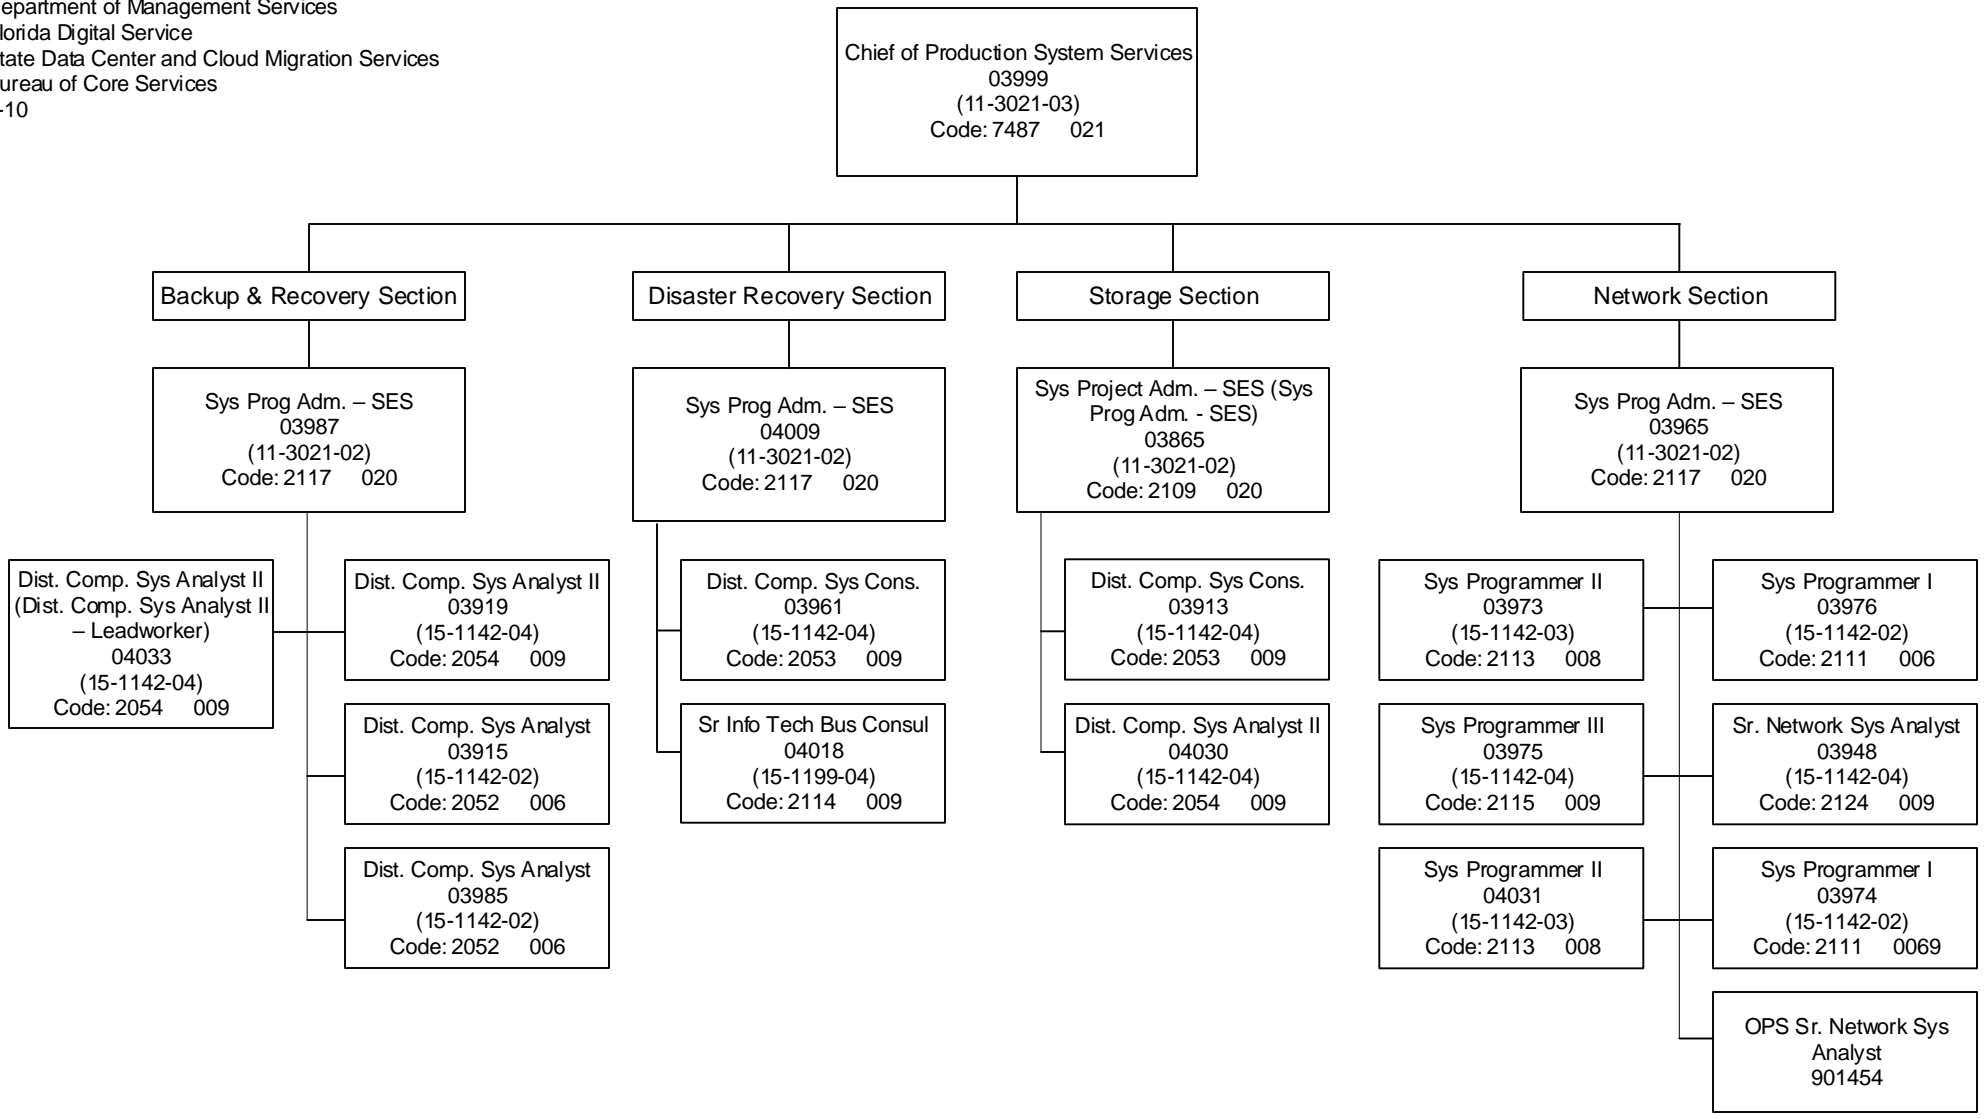 epartment of Management Services
lorida Digital Service
tate Data Center and Cloud Migration Services
ureau of Core Services
-10
Chief of Production System Services
03999
(11-3021-03)
Code: 7487 021
Backup & Recovery Section
Disaster Recovery Section
Storage Section
Network Section
Sys Prog Adm. – SES
03987
(11-3021-02)
Code: 2117 020
Sys Prog Adm. – SES
04009
(11-3021-02)
Code: 2117 020
Sys Project Adm. – SES (Sys
Prog Adm. - SES)
03865
(11-3021-02)
Code: 2109 020
Sys Prog Adm. – SES
03965
(11-3021-02)
Code: 2117 020
Dist. Comp. Sys Analyst II
(Dist. Comp. Sys Analyst II
– Leadworker)
04033
(15-1142-04)
Code: 2054 009
Dist. Comp. Sys Analyst II
03919
(15-1142-04)
Code: 2054 009
Dist. Comp. Sys Cons.
03961
(15-1142-04)
Code: 2053 009
Dist. Comp. Sys Cons.
03913
(15-1142-04)
Code: 2053 009
Sys Programmer II
03973
(15-1142-03)
Code: 2113 008
Sys Programmer I
03976
(15-1142-02)
Code: 2111 006
Dist. Comp. Sys Analyst
03915
(15-1142-02)
Code: 2052 006
Sr Info Tech Bus Consul
04018
(15-1199-04)
Code: 2114 009
Dist. Comp. Sys Analyst II
04030
(15-1142-04)
Code: 2054 009
Sys Programmer III
03975
(15-1142-04)
Code: 2115 009
Sr. Network Sys Analyst
03948
(15-1142-04)
Code: 2124 009
Dist. Comp. Sys Analyst
03985
(15-1142-02)
Code: 2052 006
Sys Programmer II
04031
(15-1142-03)
Code: 2113 008
Sys Programmer I
03974
(15-1142-02)
Code: 2111 0069
OPS Sr. Network Sys
Analyst
901454